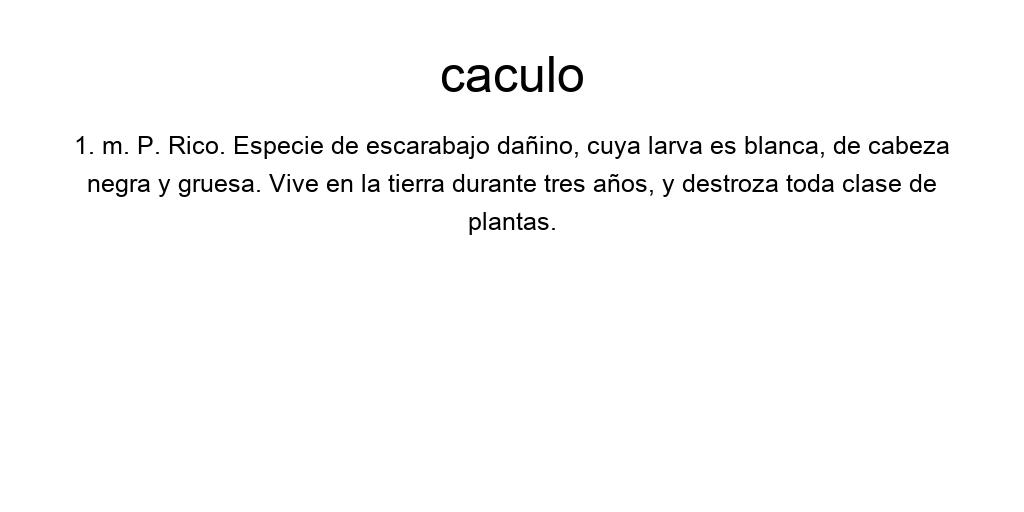 caculo
1. m. P. Rico. Especie de escarabajo dañino, cuya larva es blanca, de cabeza
negra y gruesa. Vive en la tierra durante tres años, y destroza toda clase de
plantas.